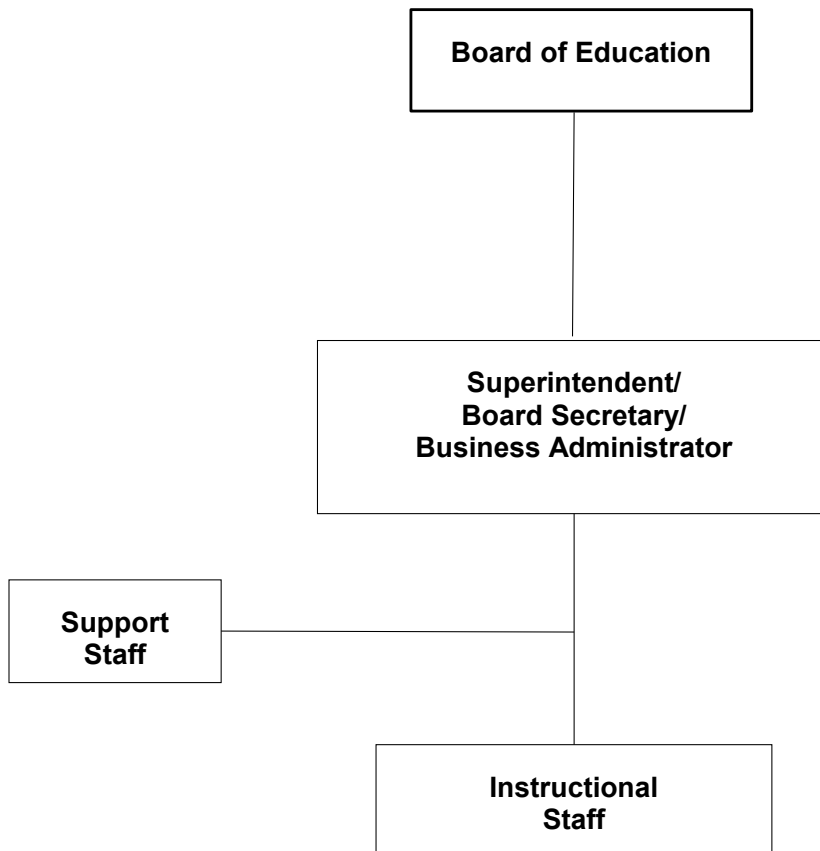 Board of Education
Superintendent/
Board Secretary/
Business Administrator
Support
Staff
Instructional
Staff